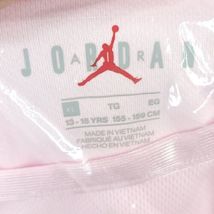 JORDAN
AIR
XL TG EG
13-15 YRS 155-159 CM
MADE IN VIETNAM
FABRIQUÉ AU VIETNAM
HECHO EN VIETNAM